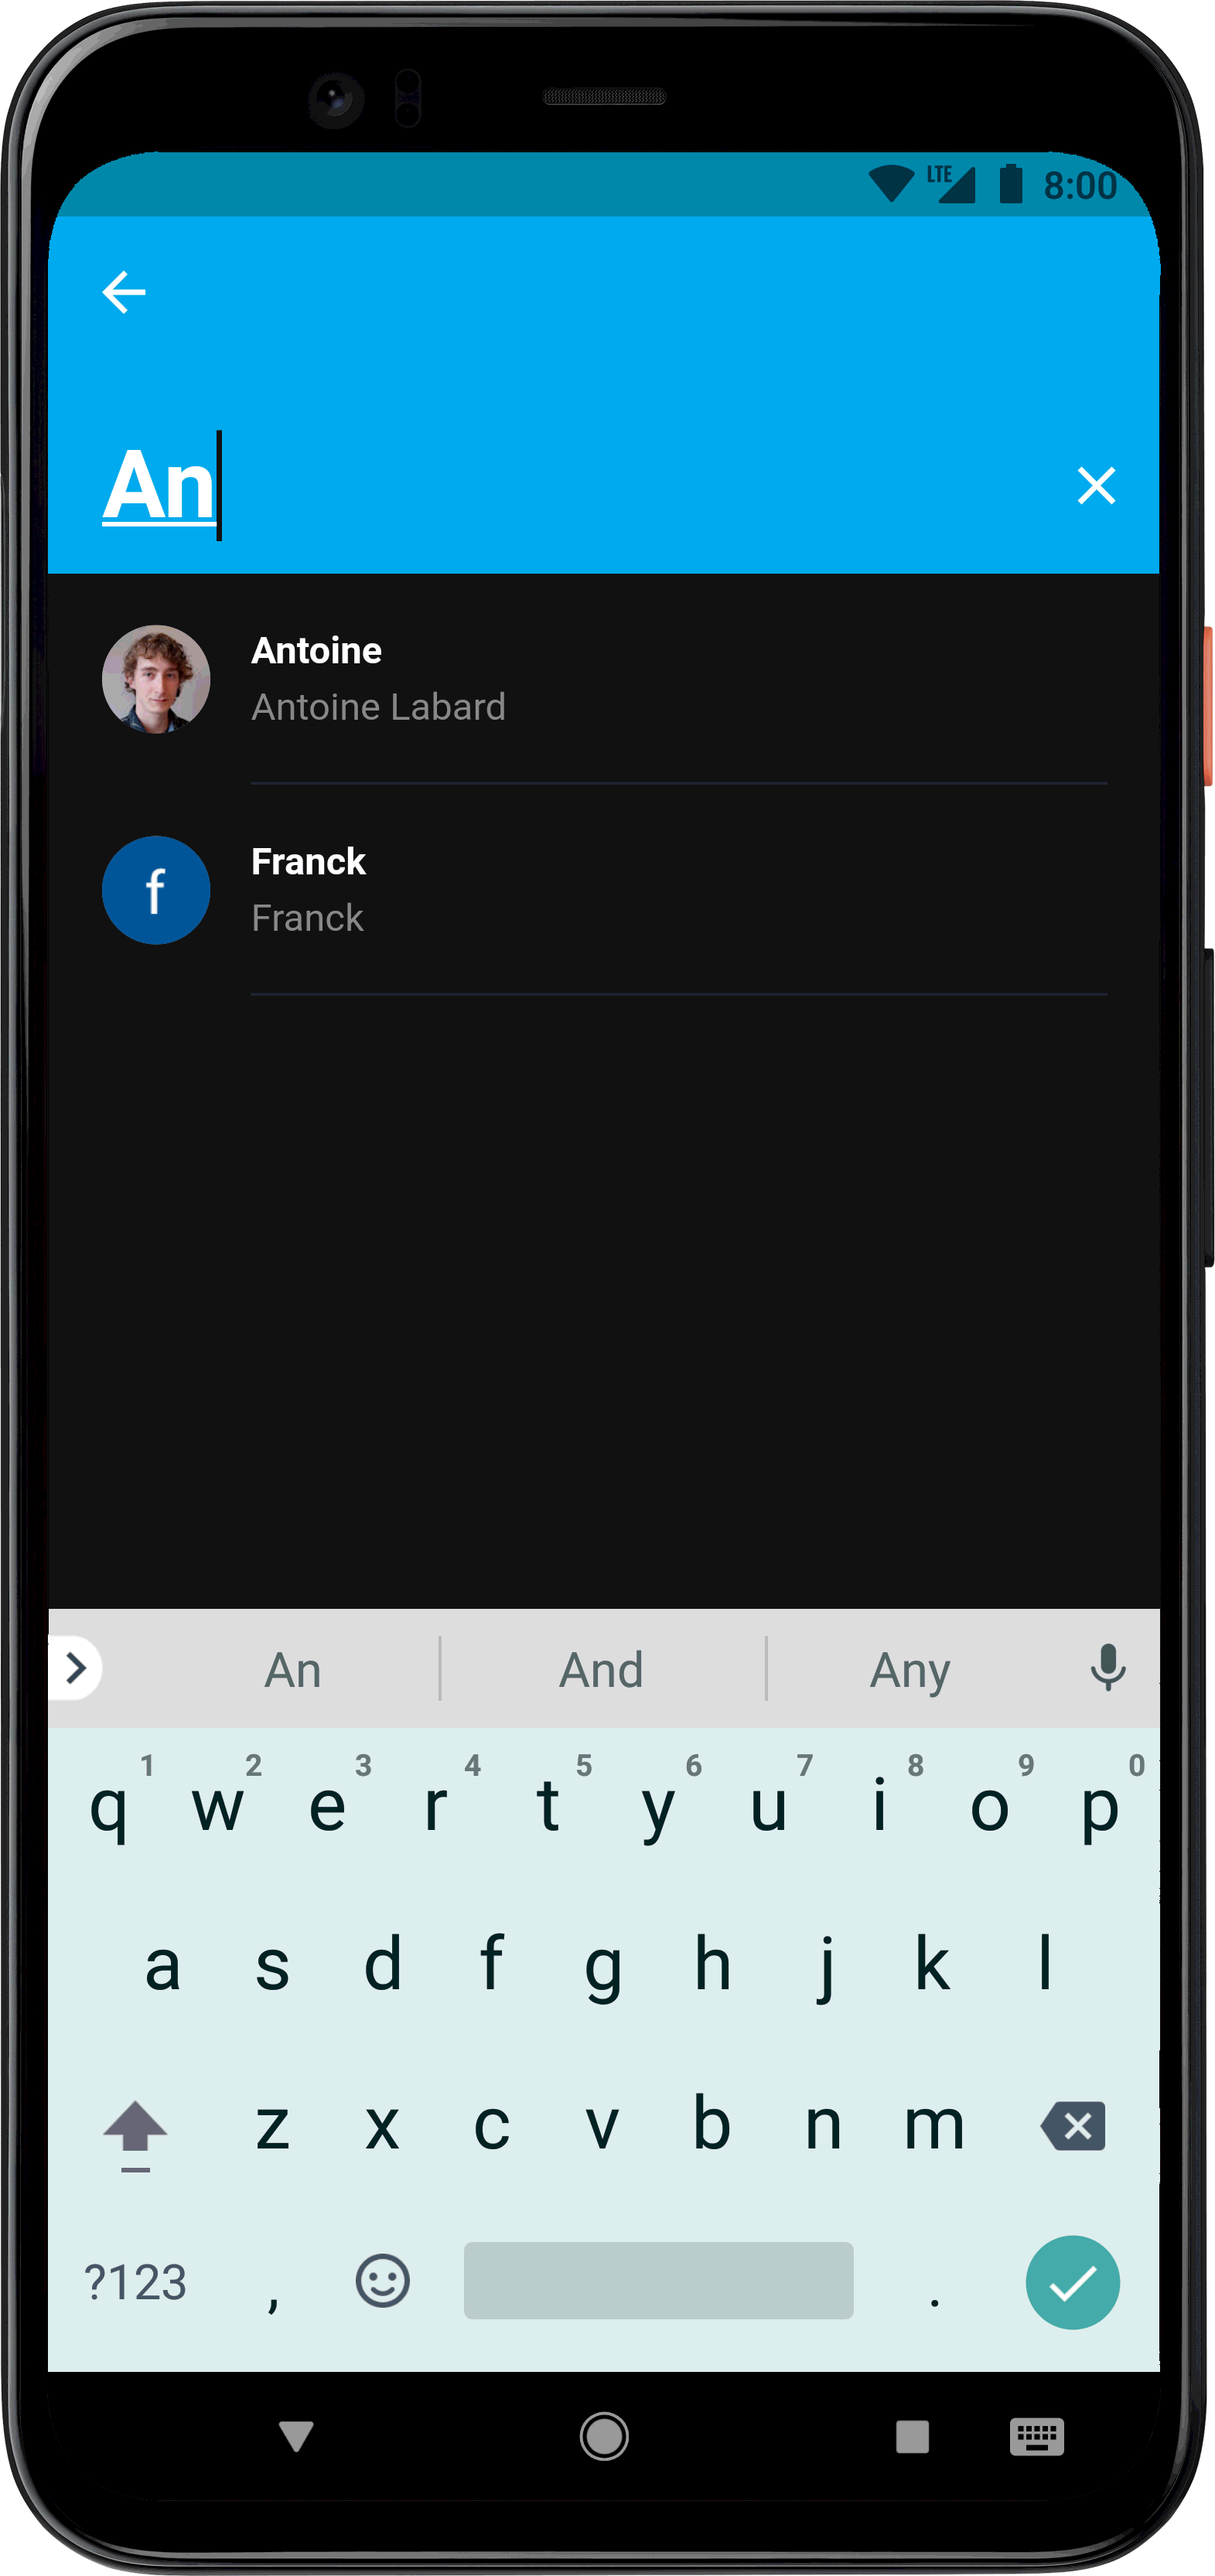 LTE 8:00
An
Antoine
Antoine Labard
f
Franck
Franck
An And Any
1 2 3 4 5 6 7 8 9 0
q w e r t y u i o p
a s d f g h j k l
z x c v b n m
?123 , .